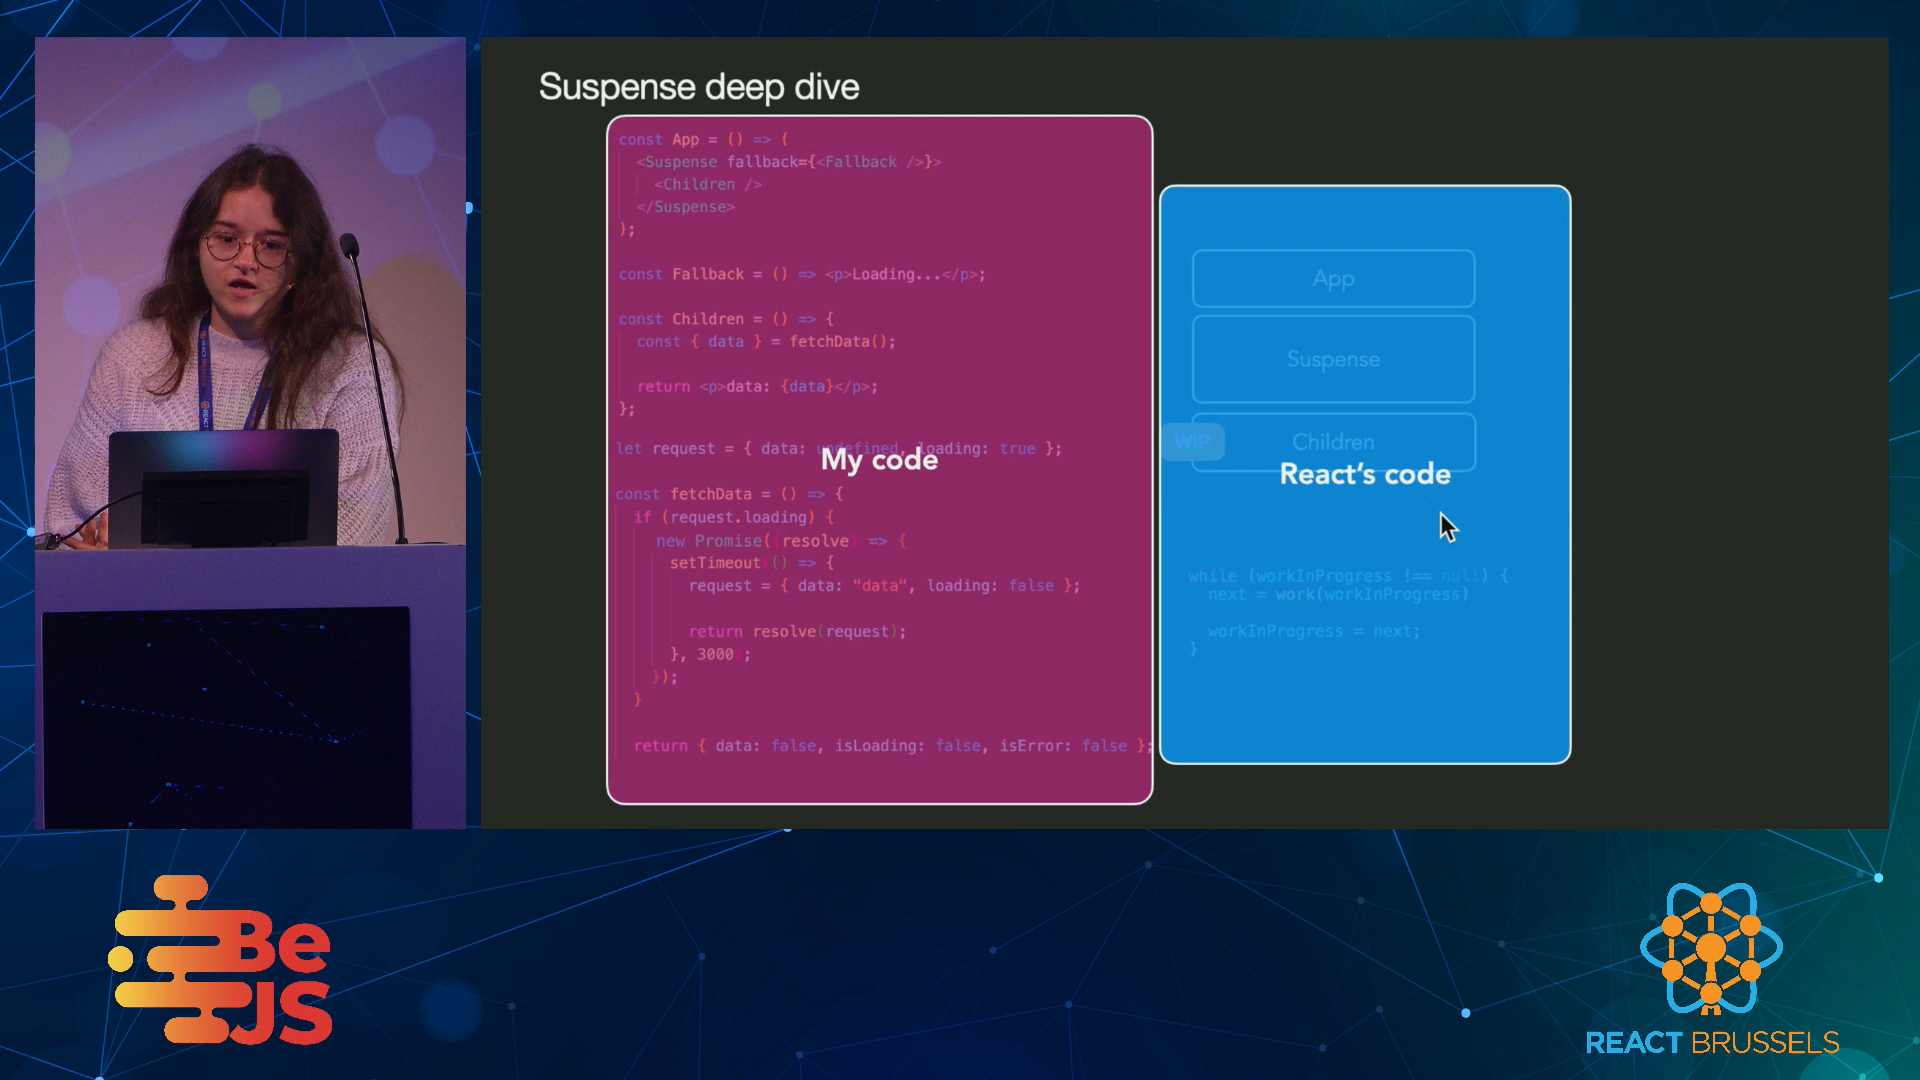 Suspense deep dive
const App = () => (
<Suspense fallback={<Fallback />}>
<Children />
</Suspense>
);
const Fallback = () => <p>Loading...</p>;
const Children = () => {
const { data } = fetchData();
return <p>data: {data}</p>;
};
let request = { data: undefined, loading: true };
My code
const fetchData = () => {
if (request.loading) {
new Promise((resolve) => {
setTimeout(() => {
request = { data: "data", loading: false };
return resolve(request);
}, 3000);
});
}
return { data: false, isLoading: false, isError: false };
App
Suspense
WIP
Children
React's code
while (workInProgress !== null) {
next = work(workInProgress)
workInProgress = next;
}
Be
JS
REACT BRUSSELS